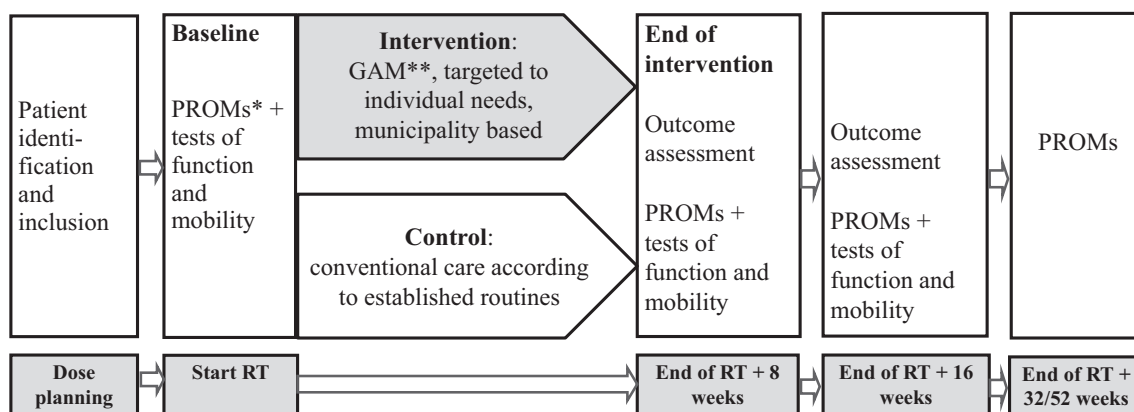 Patient
identi-
fication
and
inclusion
Baseline
PROMs* +
tests of
function
and
mobility
Intervention:
GAM**, targeted to
individual needs,
municipality based
Control:
conventional care according
to established routines
End of
intervention
Outcome
assessment
PROMs +
tests of
function and
mobility
Outcome
assessment
PROMs +
tests of
function and
mobility
PROMs
Dose
planning
Start RT
End of RT + 8
weeks
End of RT + 16
weeks
End of RT +
32/52 weeks